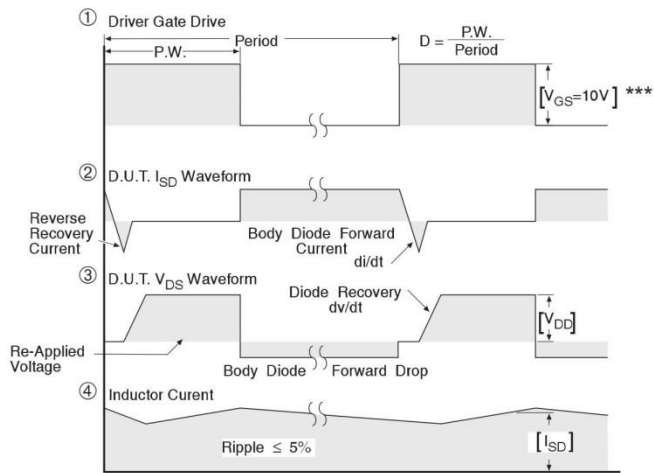 ① Driver Gate Drive
Period
P.W.
D = P.W. / Period
[VGS=10V] ***
② D.U.T. ISD Waveform
Reverse
Recovery
Current
Body Diode Forward
Current
di/dt
③ D.U.T. VDS Waveform
Diode Recovery
dv/dt
[VDD]
Re-Applied
Voltage
Body Diode Forward Drop
④ Inductor Curent
Ripple ≤ 5%
[ISD]